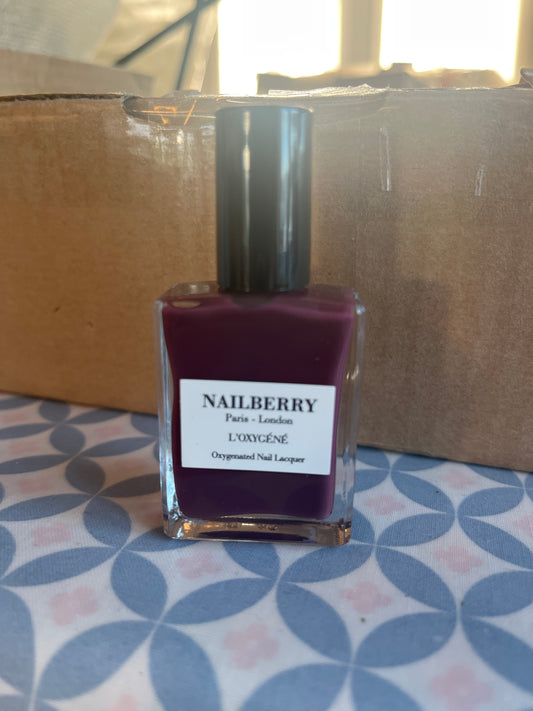 NAILBERRY
Paris - London
L'OXYGÉNÉ
Oxygenated Nail Lacquer